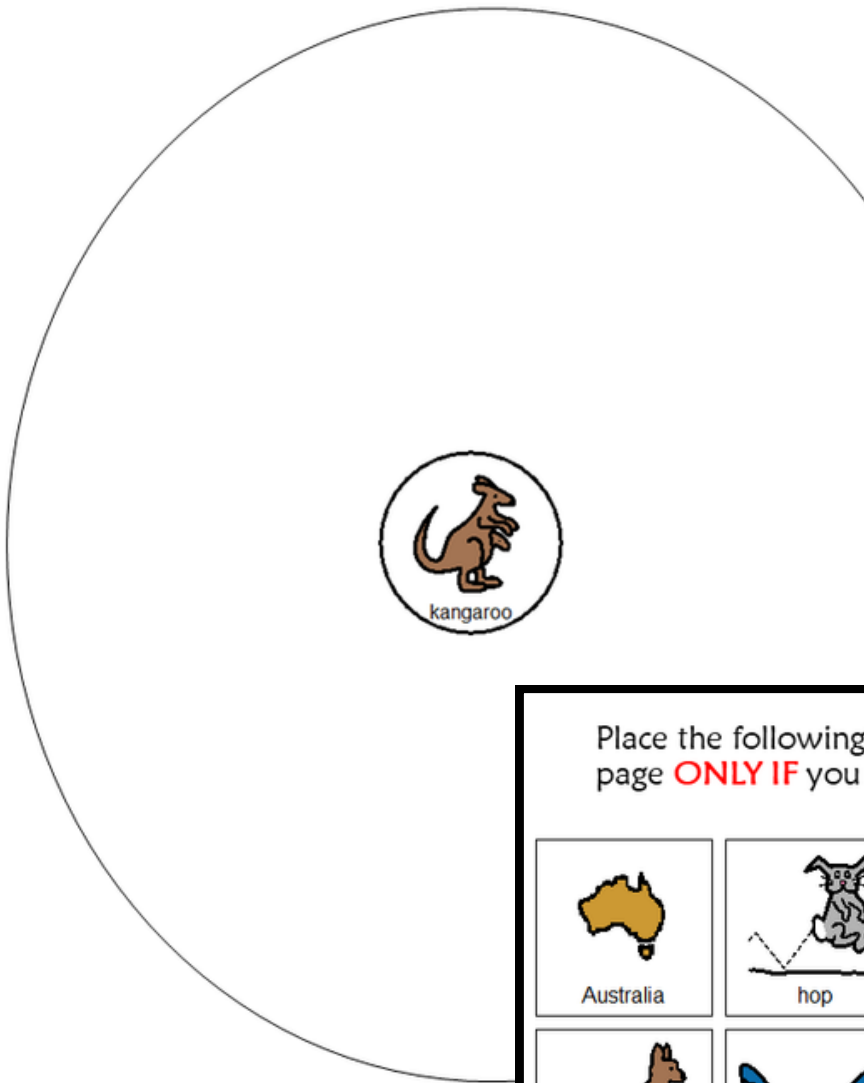 kangaroo
Place the following
page ONLY IF you
Australia
hop